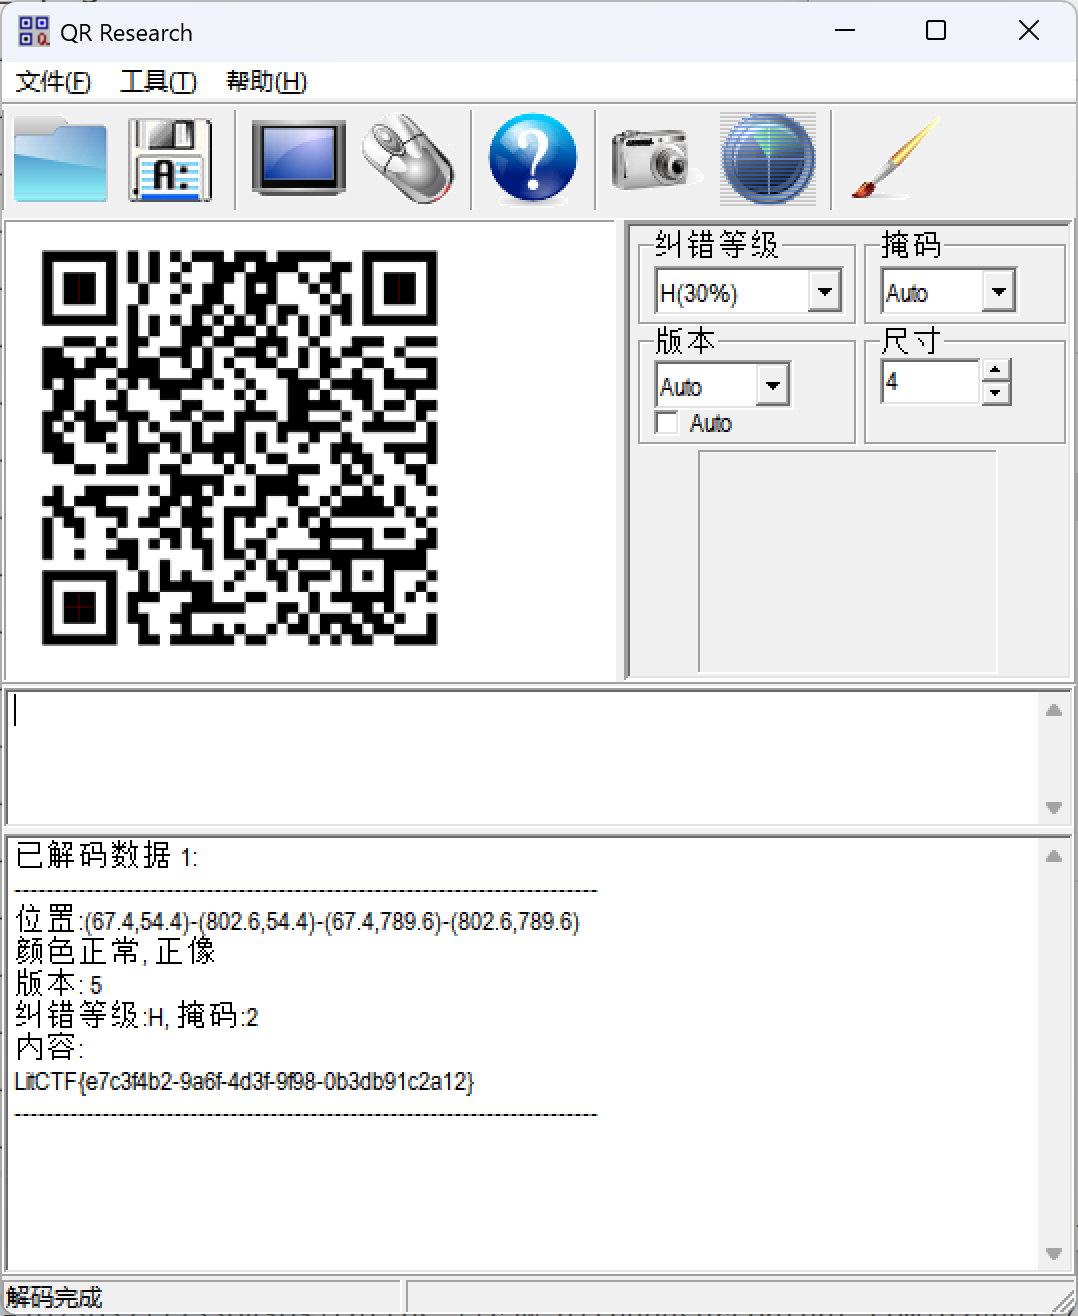 QR Research
文件(F) 工具(T) 帮助(H)
A:
纠错等级 掩码
H(30%) Auto
版本 尺寸
Auto 4
Auto
已解码数据 1:
---------------------------------------------------------------------------
位置:(67.4,54.4)-(802.6,54.4)-(67.4,789.6)-(802.6,789.6)
颜色正常, 正像
版本: 5
纠错等级:H, 掩码:2
内容:
LitCTF{e7c3f4b2-9a6f-4d3f-9f98-0b3db91c2a12}
---------------------------------------------------------------------------
解码完成